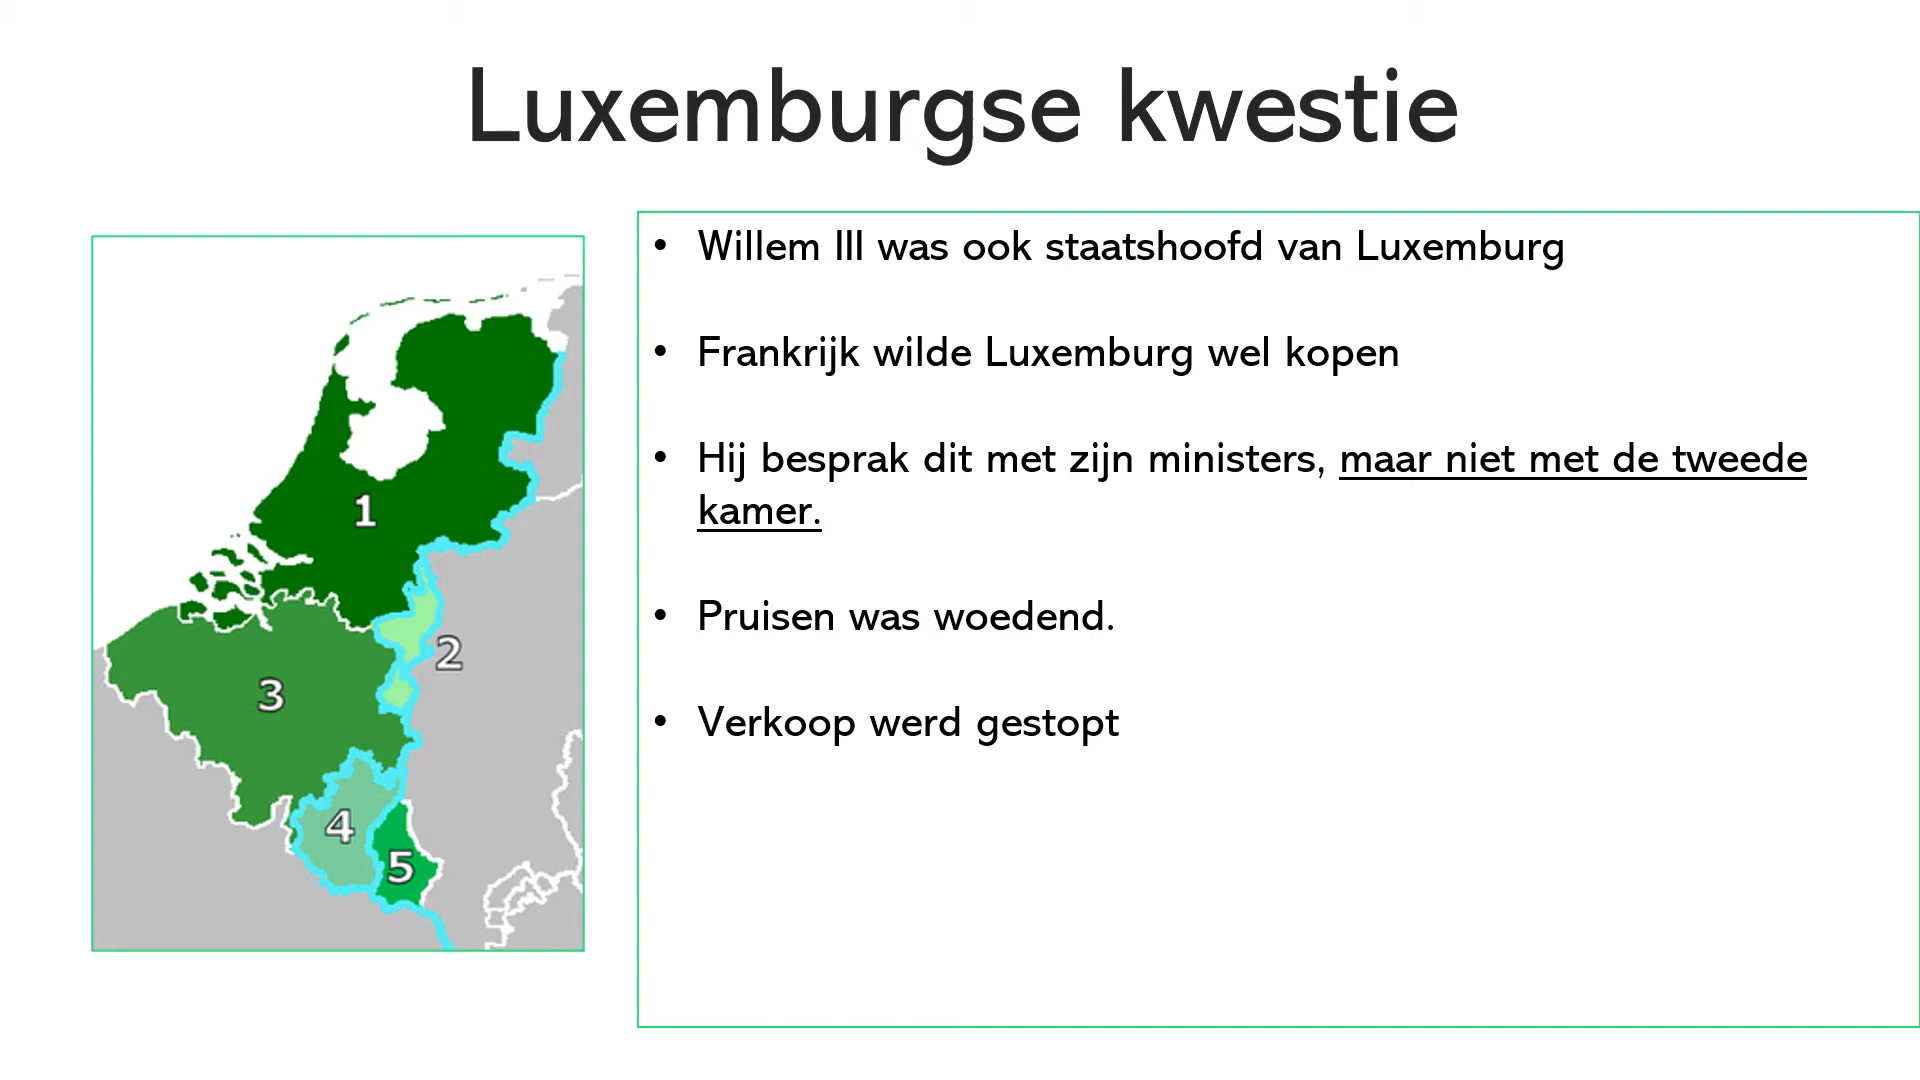 Luxemburgse kwestie
• Willem III was ook staatshoofd van Luxemburg
• Frankrijk wilde Luxemburg wel kopen
• Hij besprak dit met zijn ministers, maar niet met de tweede
kamer.
• Pruisen was woedend.
• Verkoop werd gestopt
1
2
3
4
5